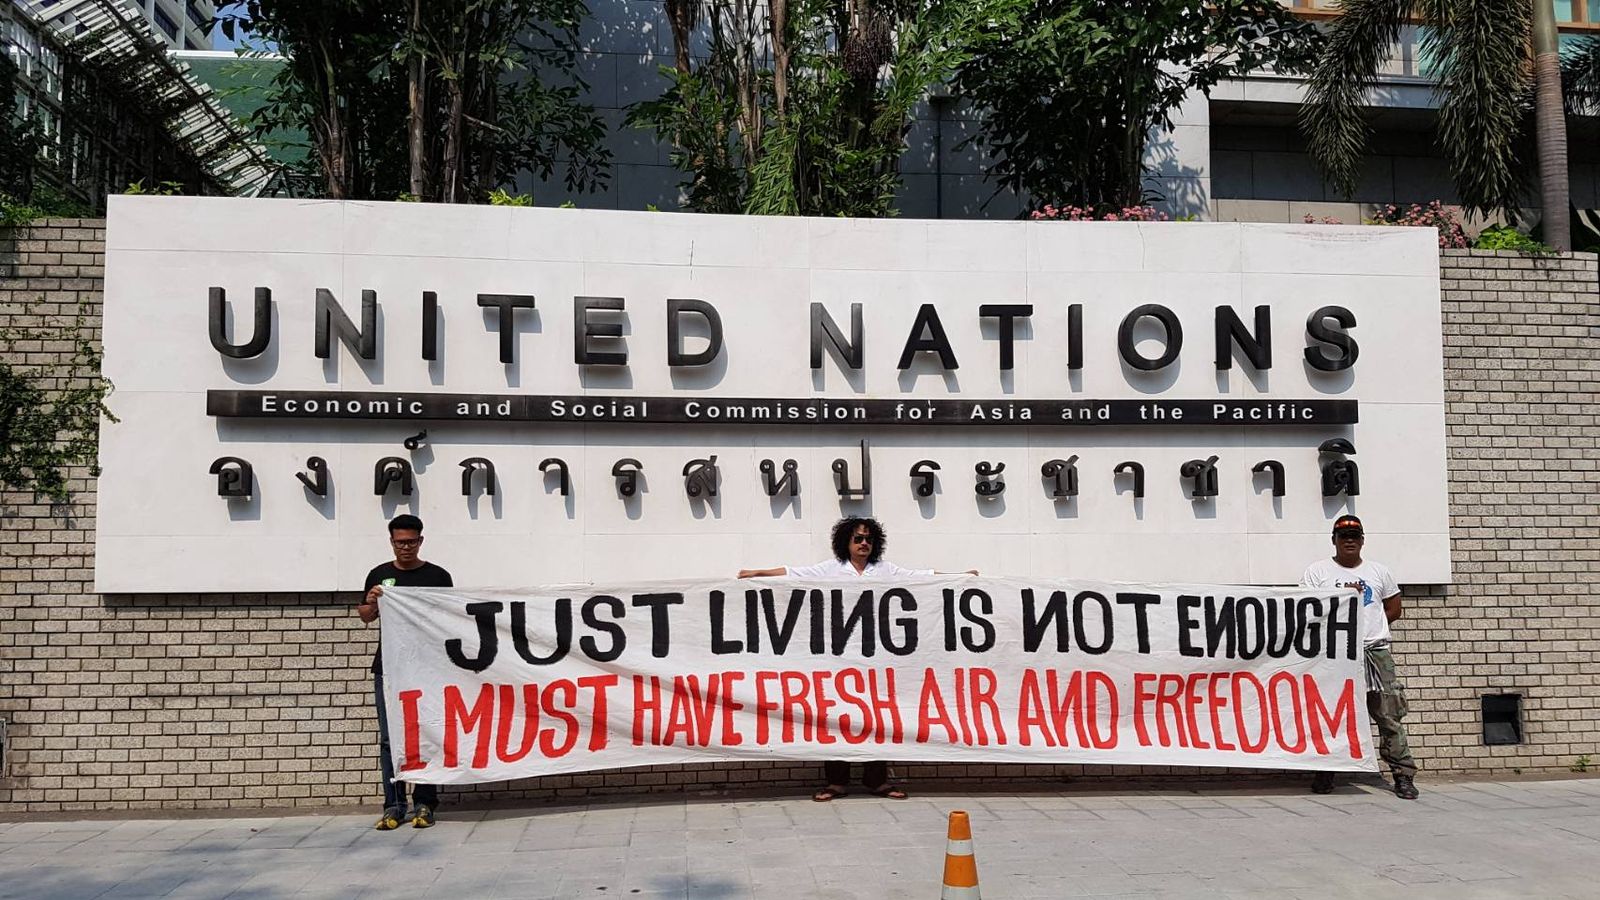 UNITED NATIONS
Economic and Social Commission for Asia and the Pacific
องค์การสหประชาชาติ
JUST LIVING IS NOT ENOUGH
I MUST HAVE FRESH AIR AND FREEDOM